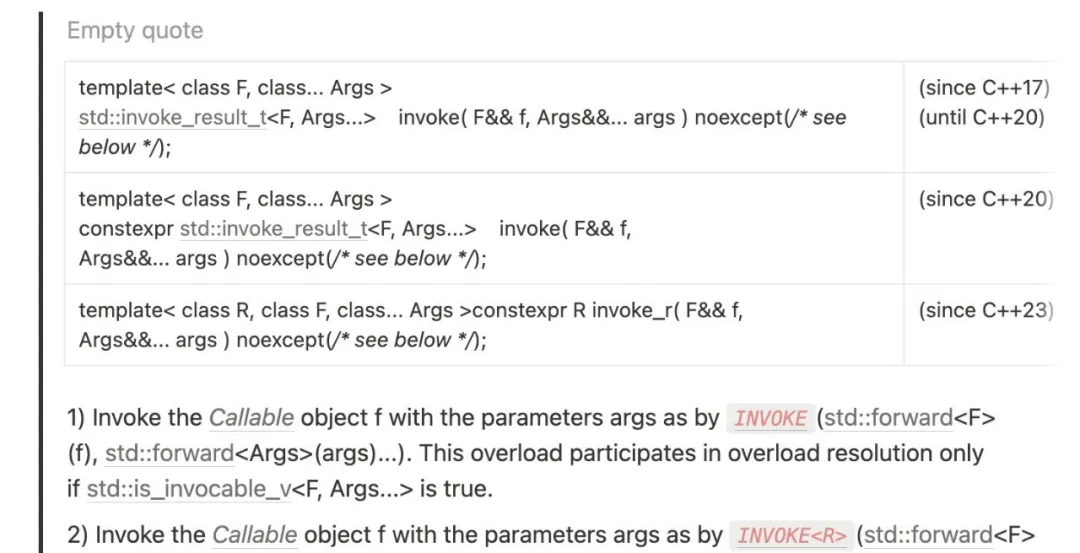 Empty quote
template< class F, class... Args >
(since C++17)
std::invoke_result_t<F, Args...> invoke( F&& f, Args&&... args ) noexcept(/* see
(until C++20)
below */);
template< class F, class... Args >
(since C++20)
constexpr std::invoke_result_t<F, Args...> invoke( F&& f,
Args&&... args ) noexcept(/* see below */);
template< class R, class F, class... Args >constexpr R invoke_r( F&& f,
(since C++23)
Args&&... args ) noexcept(/* see below */);
1) Invoke the Callable object f with the parameters args as by INVOKE (std::forward<F>
(f), std::forward<Args>(args)...). This overload participates in overload resolution only
if std::is_invocable_v<F, Args...> is true.
2) Invoke the Callable object f with the parameters args as by INVOKE<R> (std::forward<F>